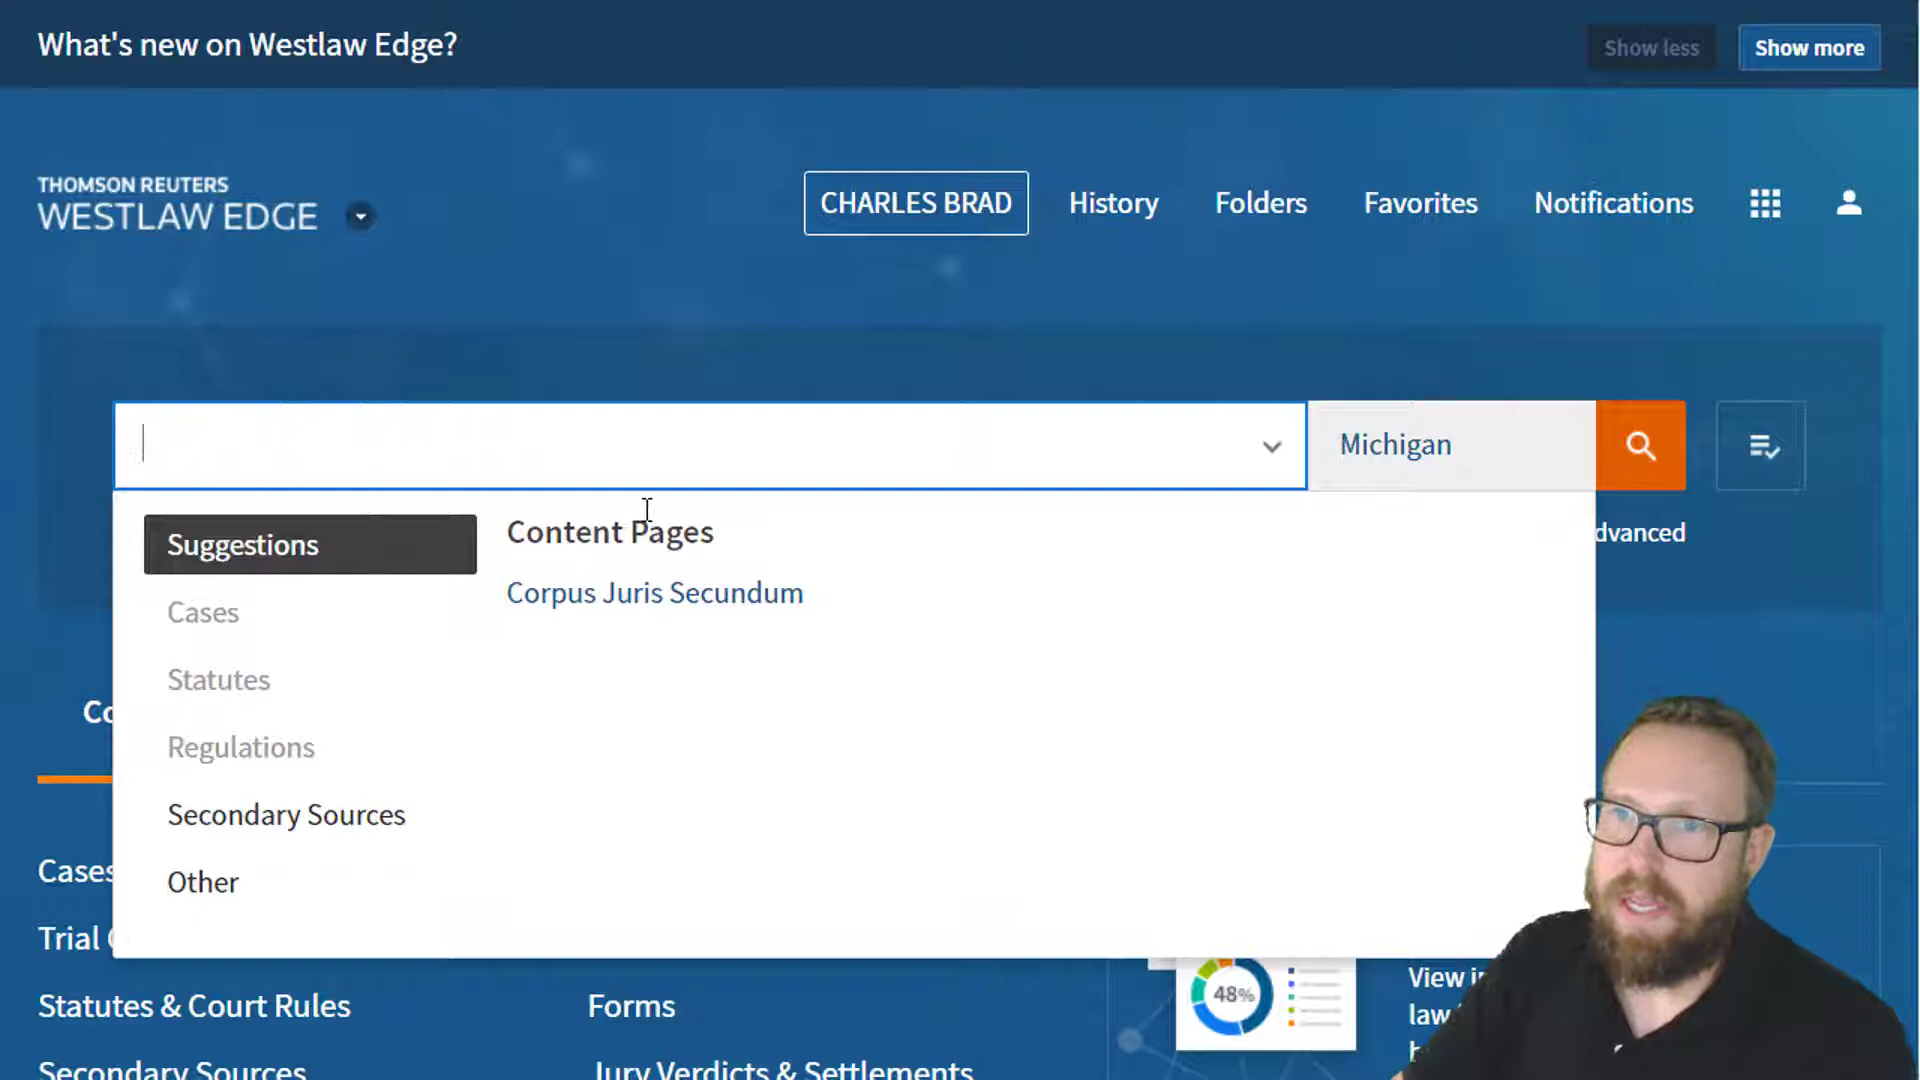 What's new on Westlaw Edge?
Show less
Show more
THOMSON REUTERS
WESTLAW EDGE
CHARLES BRAD
History
Folders
Favorites
Notifications
Michigan
dvanced
Suggestions
Content Pages
Corpus Juris Secundum
Cases
Statutes
Regulations
Secondary Sources
Other
Co
Cases
Trial
Statutes & Court Rules
Forms
Secondary Sources
Jury Verdicts & Settlements
48%
View
law